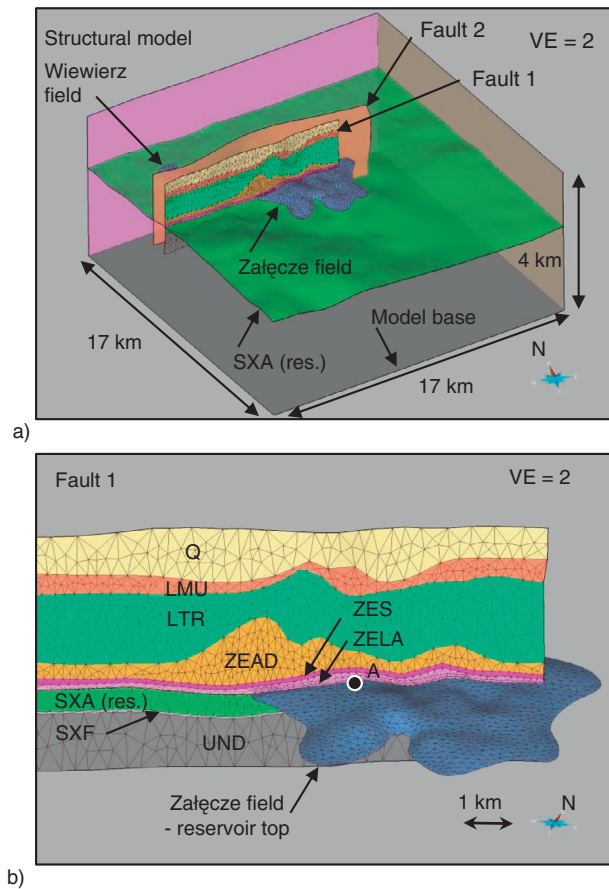 Structural model
Fault 2
VE = 2
Wiewierz
field
Fault 1
Załęcze field
4 km
17 km
Model base
SXA (res.)
17 km
N
a)
Fault 1
VE = 2
Q
LMU
LTR
ZES
ZELA
ZEAD
A
SXA (res.)
SXF
UND
Załęcze field
- reservoir top
1 km
N
b)